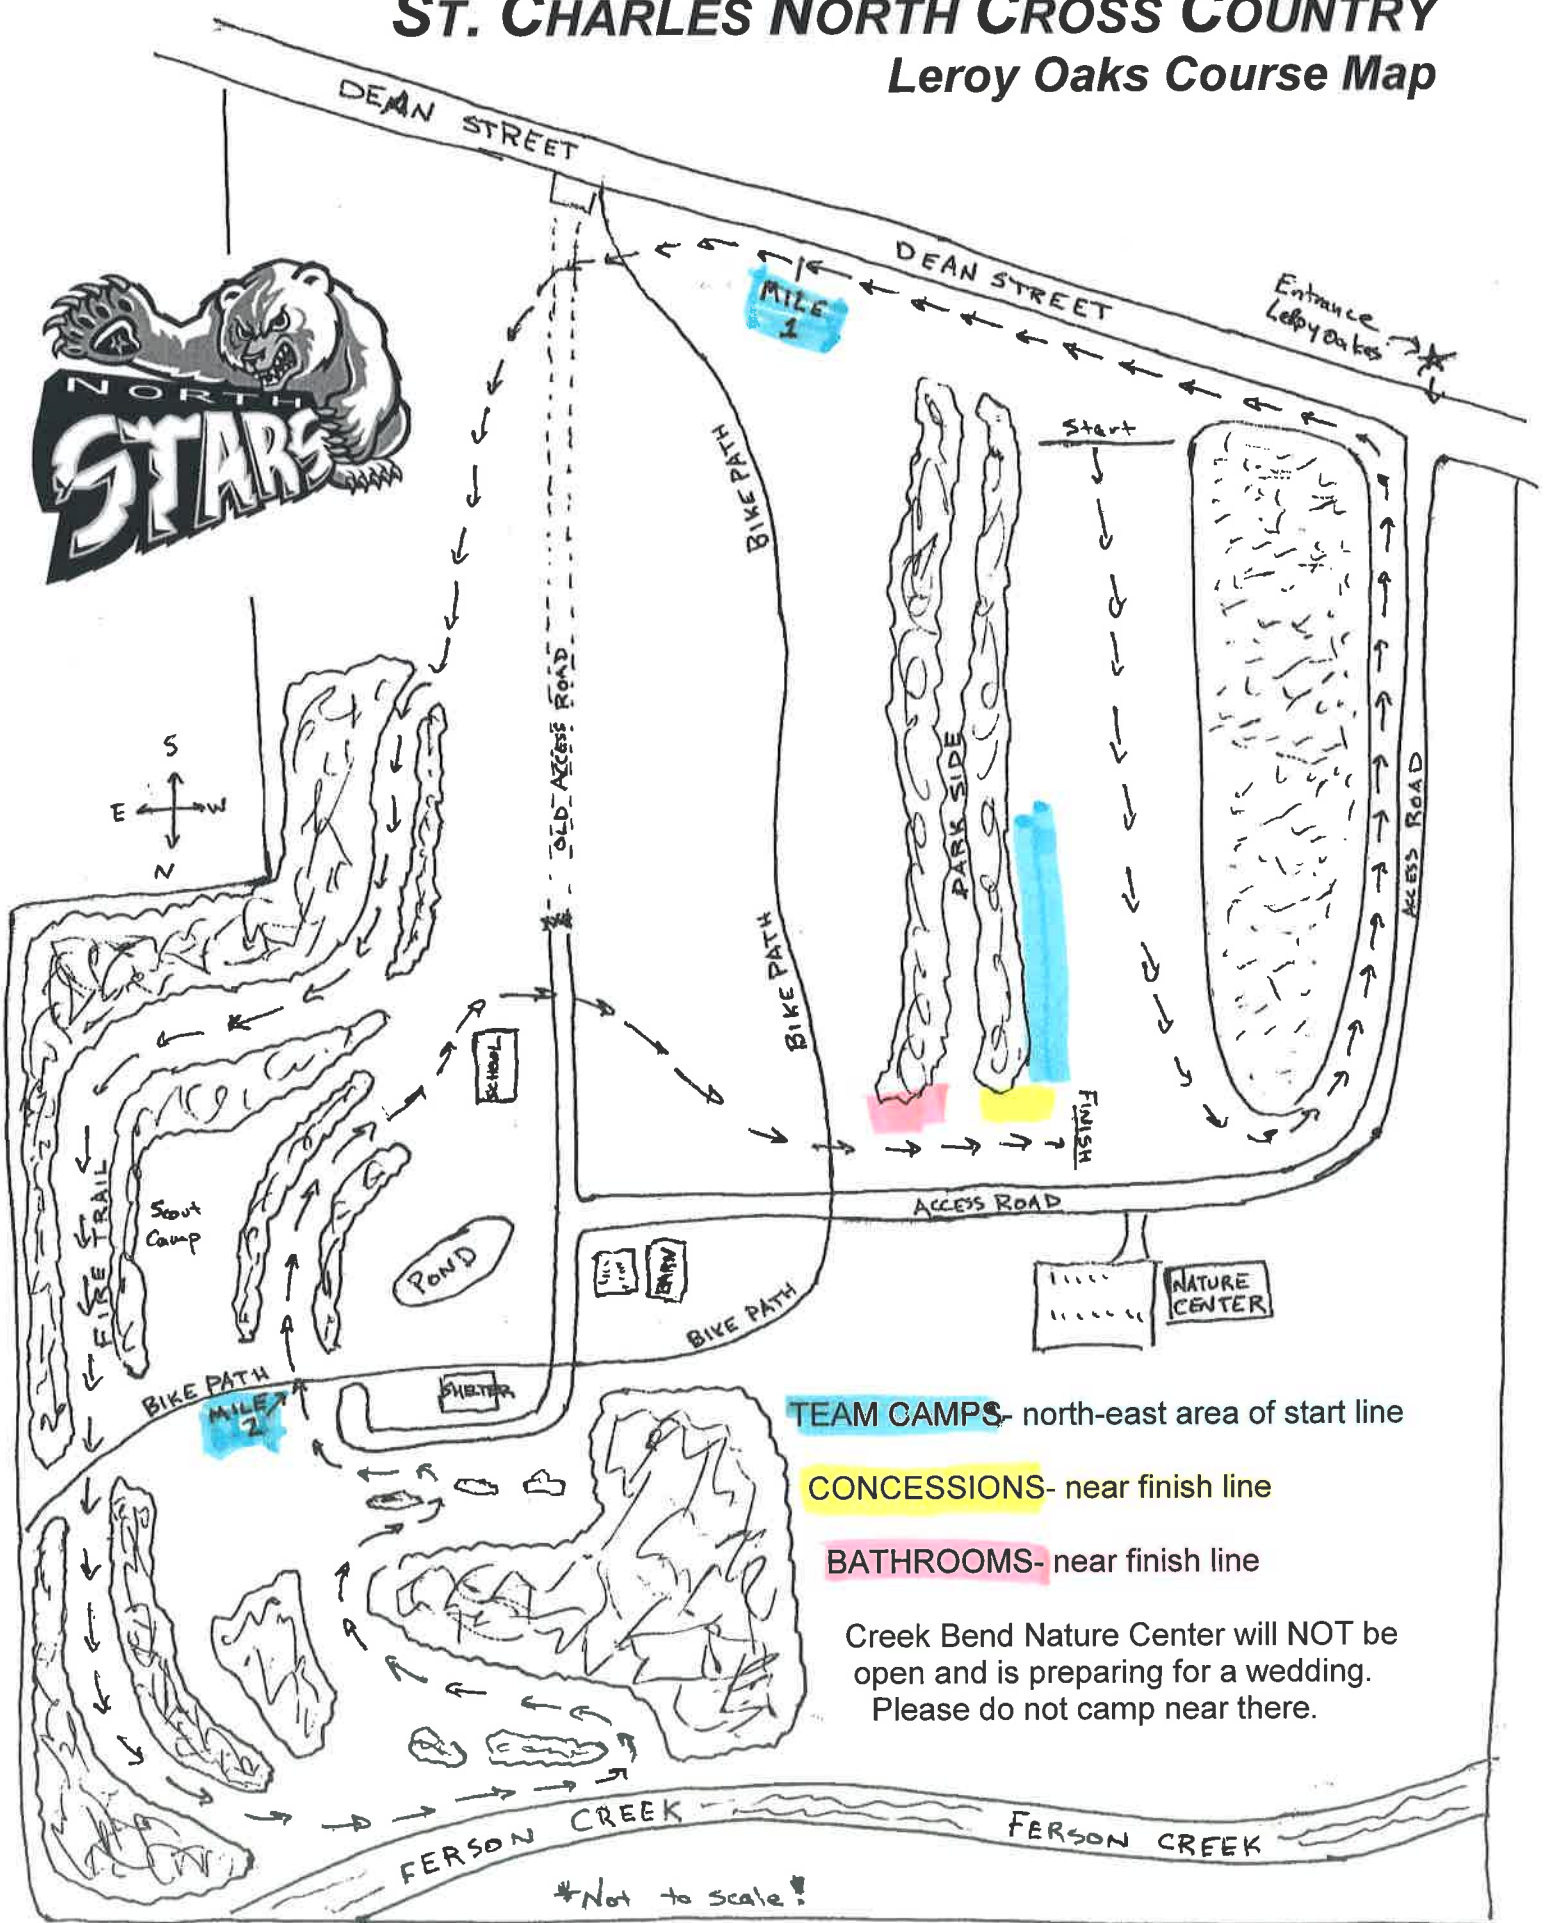 ST. CHARLES NORTH CROSS COUNTRY
Leroy Oaks Course Map
DEAN STREET
DEAN STREET
Entrance
Leroy Oakes
MILE
1
Start
NORTH
STARS
BIKE PATH
OLD ACCESS ROAD
PARK SIDE
ACCESS ROAD
S
E W
N
BIKE PATH
SCHOOL
FINISH
FIRE TRAIL
Scout
Camp
ACCESS ROAD
POND
BARN
NATURE
CENTER
BIKE PATH
BIKE PATH
SHELTER
MILE
2
TEAM CAMPS- north-east area of start line
CONCESSIONS- near finish line
BATHROOMS- near finish line
Creek Bend Nature Center will NOT be
open and is preparing for a wedding.
Please do not camp near there.
FERSON CREEK
FERSON CREEK
*Not to scale!